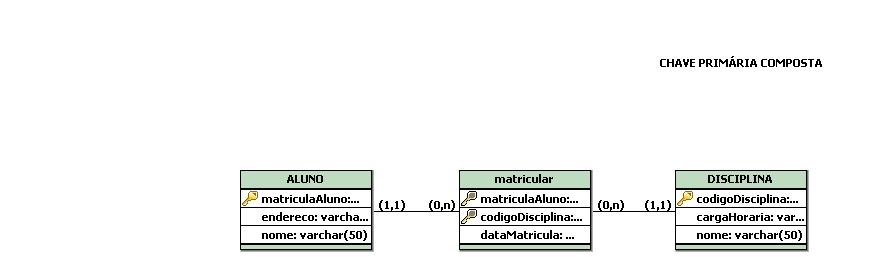 CHAVE PRIMÁRIA COMPOSTA
ALUNO
matriculaAluno:...
endereco: varcha...
nome: varchar(50)
(1,1)
(0,n)
matricular
matriculaAluno:...
codigoDisciplina:...
dataMatricula: ...
(0,n)
(1,1)
DISCIPLINA
codigoDisciplina:...
cargaHoraria: var...
nome: varchar(50)